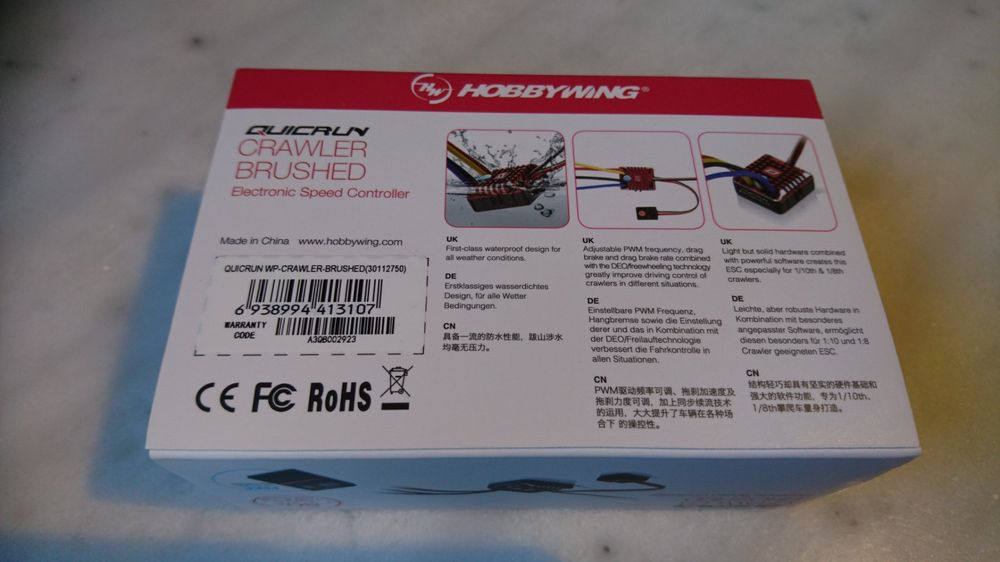 HW HOBBYWING®
QUICRUN
CRAWLER
BRUSHED
Electronic Speed Controller
Made in China www.hobbywing.com
QUICRUN WP-CRAWLER-BRUSHED(30112750)
6 938994 413107
WARRANTY
CODE
A3QB002923
CE FC RoHS
UK
First-class waterproof design for
all weather conditions.
DE
Erstklassiges wasserdichtes
Design, für alle Wetter
Bedingungen.
CN
具备一流的防水性能，跋山涉水
均毫无压力。
UK
Adjustable PWM frequency, drag
brake and drag brake rate combined
with the DEO/freewheeling technology
greatly improve driving control of
crawlers in different situations.
DE
Einstellbare PWM Frequenz,
Hangbremse sowie die Einstellung
derer und das in Kombination mit
der DEO/Freilauftechnologie
verbessert die Fahrkontrolle in
allen Situationen.
CN
PWM驱动频率可调、拖刹加速度及
拖刹力度可调，加上同步续流技术
的运用，大大提升了车辆在各种场
合下 的操控性。
UK
Light but solid hardware combined
with powerful software creates this
ESC especially for 1/10th & 1/8th
crawlers.
DE
Leichte, aber robuste Hardware in
Kombination mit besonderes
angepasster Software, ermöglicht
diesen besonders für 1:10 und 1:8
Crawler geeigneten ESC.
CN
结构轻巧却具有坚实的硬件基础和
强大的软件功能，专为1/10th、
1/8th攀爬车量身打造。